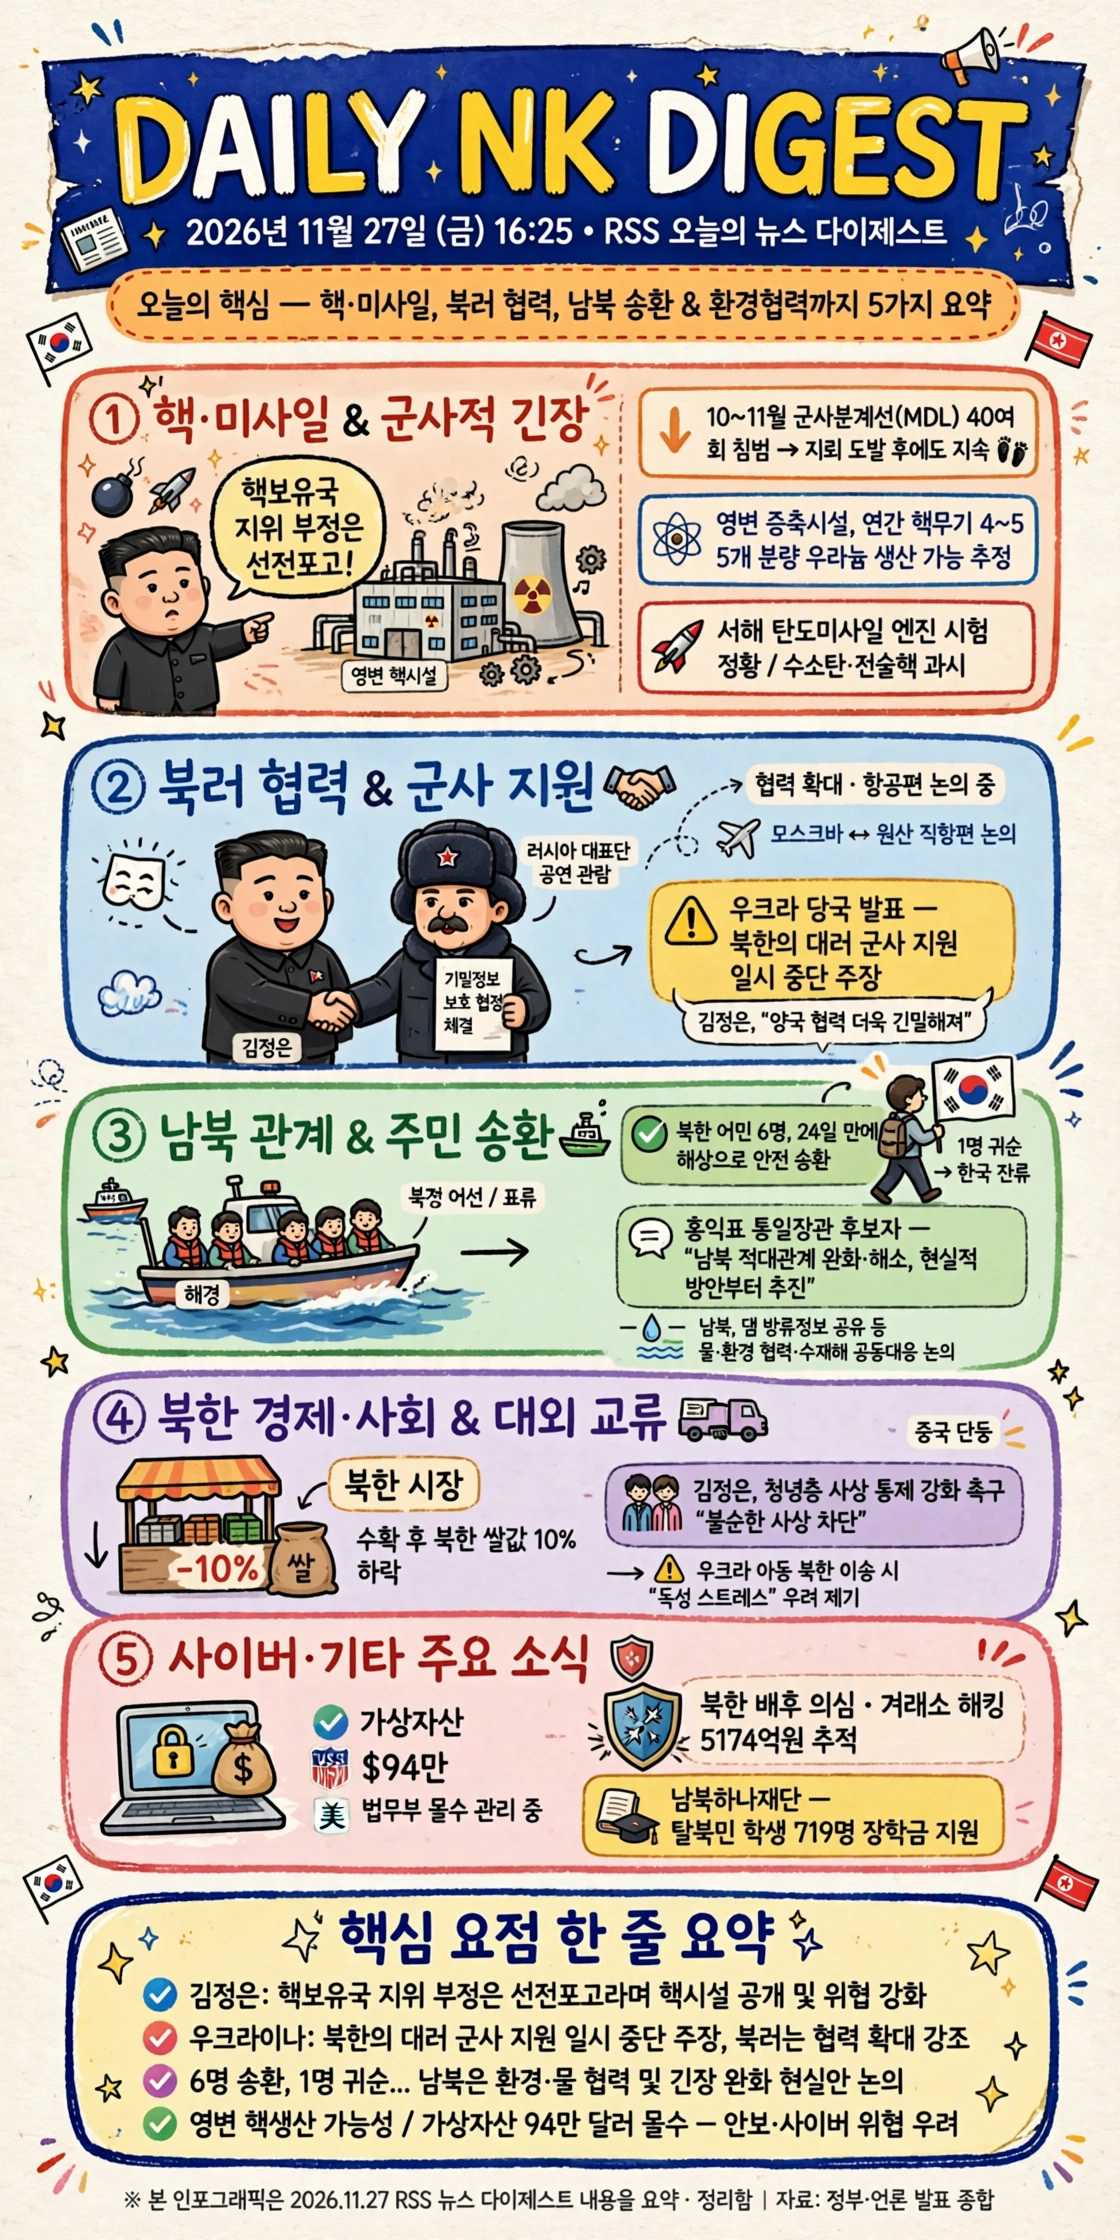 DAILY NK DIGEST
2026년 11월 27일 (금) 16:25 • RSS 오늘의 뉴스 다이제스트
오늘의 핵심 — 핵·미사일, 북러 협력, 남북 송환 & 환경협력까지 5가지 요약
① 핵·미사일 & 군사적 긴장
핵보유국
지위 부정은
선전포고!
영변 핵시설
10~11월 군사분계선(MDL) 40여
회 침범 → 지뢰 도발 후에도 지속
영변 증축시설, 연간 핵무기 4~5
5개 분량 우라늄 생산 가능 추정
서해 탄도미사일 엔진 시험
정황 / 수소탄·전술핵 과시
② 북러 협력 & 군사 지원
러시아 대표단
공연 관람
기밀정보
보호 협정
체결
김정은
협력 확대 · 항공편 논의 중
모스크바 ↔ 원산 직항편 논의
우크라 당국 발표 —
북한의 대러 군사 지원
일시 중단 주장
김정은, “양국 협력 더욱 긴밀해져”
③ 남북 관계 & 주민 송환
어선 / 표류
해경
북한 어민 6명, 24일 만에
해상으로 안전 송환
1명 귀순
→ 한국 잔류
홍익표 통일장관 후보자 —
“남북 적대관계 완화·해소, 현실적
방안부터 추진”
남북, 댐 방류정보 공유 등
물·환경 협력·수재해 공동대응 논의
④ 북한 경제·사회 & 대외 교류
중국 단둥
북한 시장
수확 후 북한 쌀값 10%
하락
-10%
쌀
김정은, 청년층 사상 통제 강화 촉구
“불순한 사상 차단”
→ 우크라 아동 북한 이송 시
“독성 스트레스” 우려 제기
⑤ 사이버·기타 주요 소식
$
가상자산
$94만
美 법무부 몰수 관리 중
북한 배후 의심 · 겨래소 해킹
5174억원 추적
남북하나재단 —
탈북민 학생 719명 장학금 지원
핵심 요점 한 줄 요약
김정은: 핵보유국 지위 부정은 선전포고라며 핵시설 공개 및 위협 강화
우크라이나: 북한의 대러 군사 지원 일시 중단 주장, 북러는 협력 확대 강조
6명 송환, 1명 귀순... 남북은 환경·물 협력 및 긴장 완화 현실안 논의
영변 핵생산 가능성 / 가상자산 94만 달러 몰수 — 안보·사이버 위협 우려
※ 본 인포그래픽은 2026.11.27 RSS 뉴스 다이제스트 내용을 요약 · 정리함 | 자료: 정부·언론 발표 종합